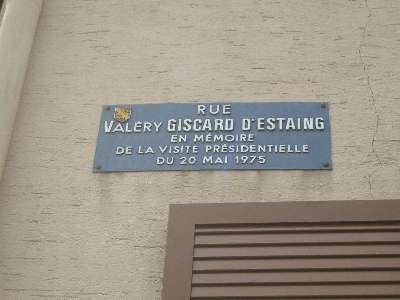 RUE
VALÉRY GISCARD D'ESTAING
EN MÉMOIRE
DE LA VISITE PRÉSIDENTIELLE
DU 20 MAI 1975